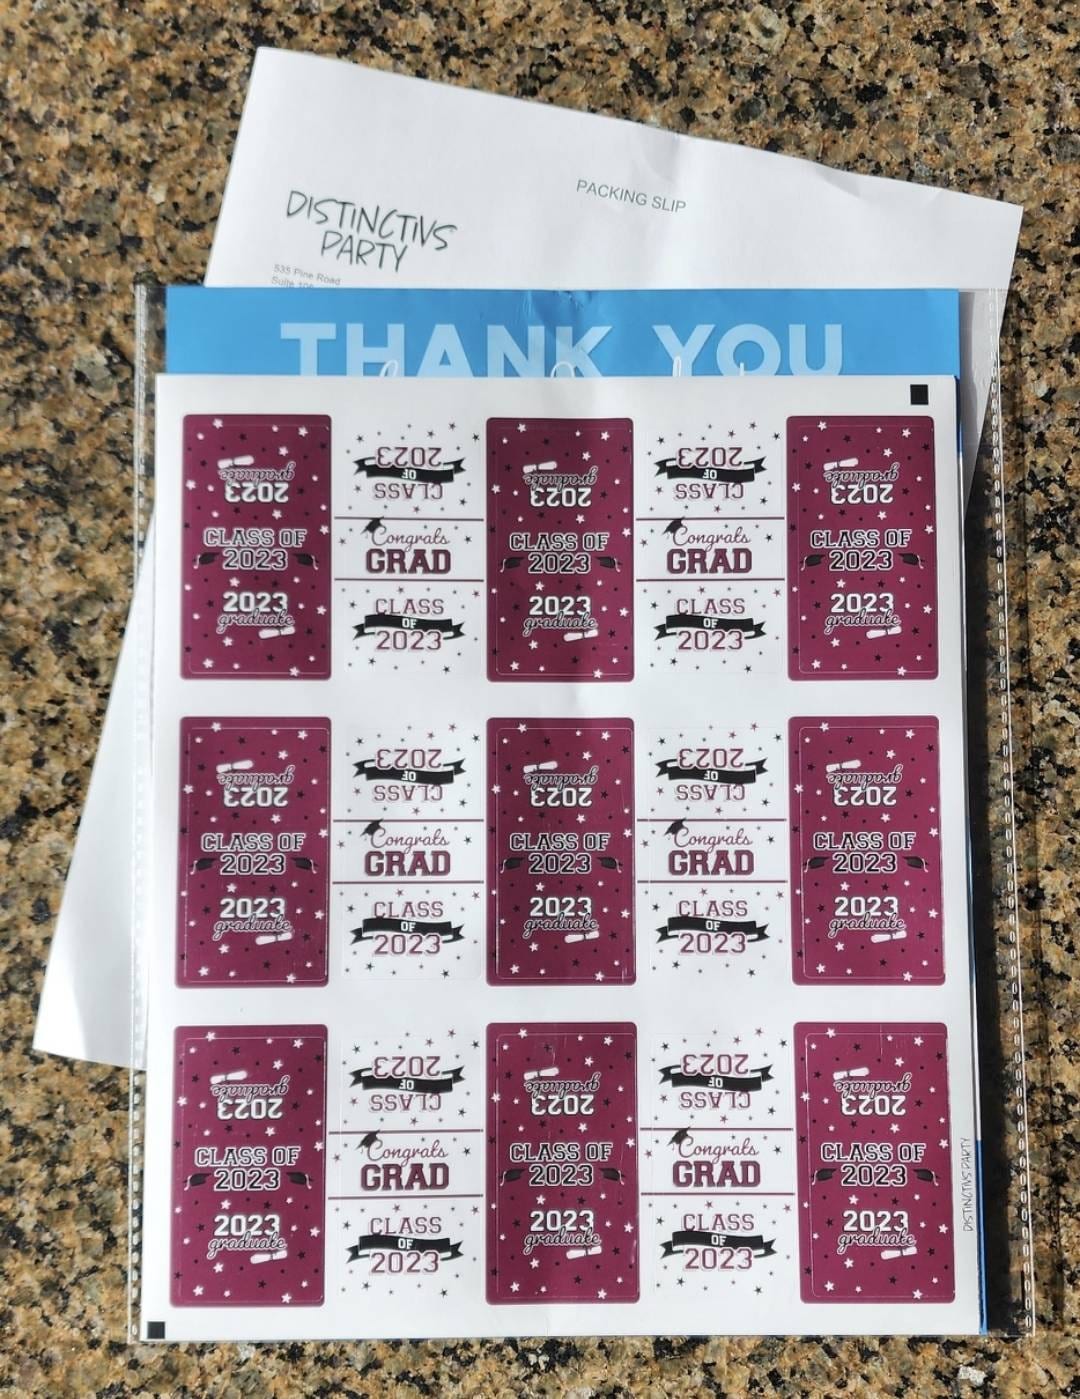 PACKING SLIP
DISTINCTIVS
PARTY
535 Pine Road
Suite
THANK YOU
2023
graduate
CLASS OF
2023
2023
graduate
CLASS
OF
2023
Congrats
GRAD
CLASS
OF
2023
2023
graduate
CLASS OF
2023
2023
graduate
CLASS
OF
2023
Congrats
GRAD
CLASS
OF
2023
2023
graduate
CLASS OF
2023
2023
graduate
2023
graduate
CLASS OF
2023
2023
graduate
CLASS
OF
2023
Congrats
GRAD
CLASS
OF
2023
2023
graduate
CLASS OF
2023
2023
graduate
CLASS
OF
2023
Congrats
GRAD
CLASS
OF
2023
2023
graduate
CLASS OF
2023
2023
graduate
2023
graduate
CLASS OF
2023
2023
graduate
CLASS
OF
2023
Congrats
GRAD
CLASS
OF
2023
2023
graduate
CLASS OF
2023
2023
graduate
CLASS
OF
2023
Congrats
GRAD
CLASS
OF
2023
2023
graduate
CLASS OF
2023
2023
graduate
DISTINCTIVS PARTY